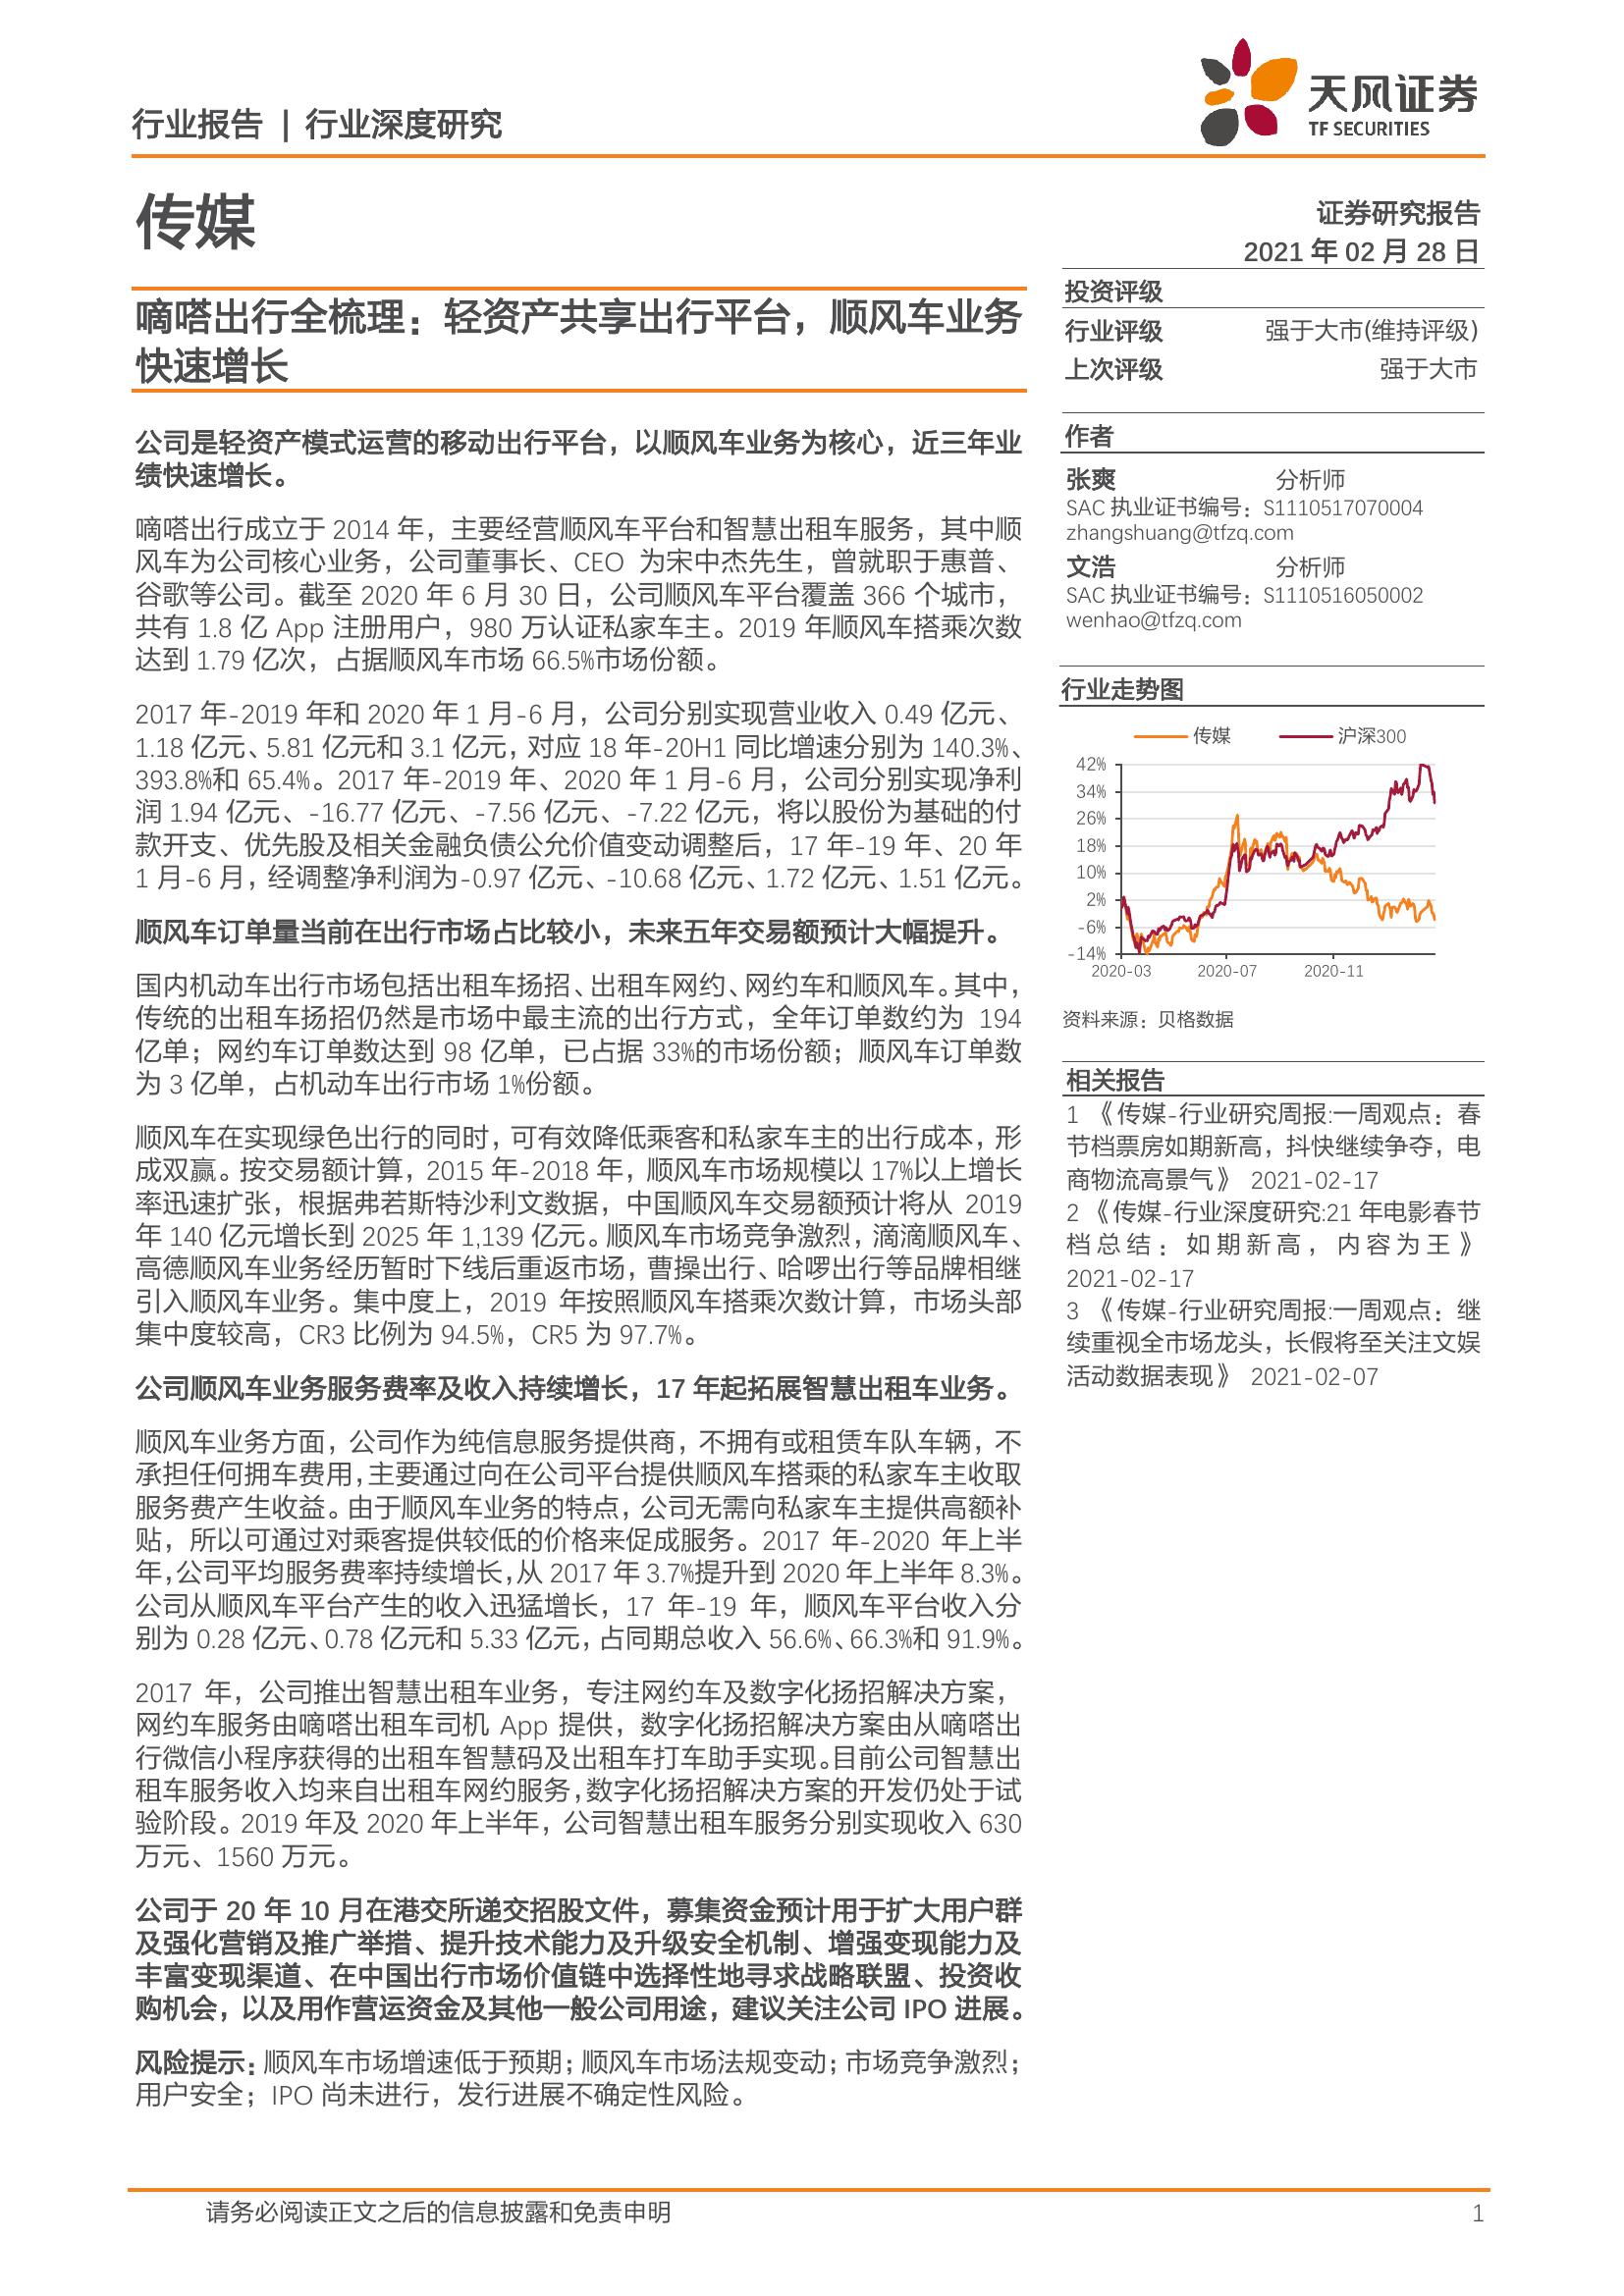 行业报告 | 行业深度研究
天风证券
TF SECURITIES
传媒
证券研究报告
2021 年 02 月 28 日
嘀嗒出行全梳理：轻资产共享出行平台，顺风车业务
快速增长
公司是轻资产模式运营的移动出行平台，以顺风车业务为核心，近三年业
绩快速增长。
嘀嗒出行成立于 2014 年，主要经营顺风车平台和智慧出租车服务，其中顺
风车为公司核心业务，公司董事长、CEO 为宋中杰先生，曾就职于惠普、
谷歌等公司。截至 2020 年 6 月 30 日，公司顺风车平台覆盖 366 个城市，
共有 1.8 亿 App 注册用户，980 万认证私家车主。2019 年顺风车搭乘次数
达到 1.79 亿次，占据顺风车市场 66.5%市场份额。
2017 年-2019 年和 2020 年 1 月-6 月，公司分别实现营业收入 0.49 亿元、
1.18 亿元、5.81 亿元和 3.1 亿元，对应 18 年-20H1 同比增速分别为 140.3%、
393.8%和 65.4%。2017 年-2019 年、2020 年 1 月-6 月，公司分别实现净利
润 1.94 亿元、-16.77 亿元、-7.56 亿元、-7.22 亿元，将以股份为基础的付
款开支、优先股及相关金融负债公允价值变动调整后，17 年-19 年、20 年
1 月-6 月，经调整净利润为-0.97 亿元、-10.68 亿元、1.72 亿元、1.51 亿元。
顺风车订单量当前在出行市场占比较小，未来五年交易额预计大幅提升。
国内机动车出行市场包括出租车扬招、出租车网约、网约车和顺风车。其中，
传统的出租车扬招仍然是市场中最主流的出行方式，全年订单数约为 194
亿单；网约车订单数达到 98 亿单，已占据 33%的市场份额；顺风车订单数
为 3 亿单，占机动车出行市场 1%份额。
顺风车在实现绿色出行的同时，可有效降低乘客和私家车主的出行成本，形
成双赢。按交易额计算，2015 年-2018 年，顺风车市场规模以 17%以上增长
率迅速扩张，根据弗若斯特沙利文数据，中国顺风车交易额预计将从 2019
年 140 亿元增长到 2025 年 1,139 亿元。顺风车市场竞争激烈，滴滴顺风车、
高德顺风车业务经历暂时下线后重返市场，曹操出行、哈啰出行等品牌相继
引入顺风车业务。集中度上，2019 年按照顺风车搭乘次数计算，市场头部
集中度较高，CR3 比例为 94.5%，CR5 为 97.7%。
公司顺风车业务服务费率及收入持续增长，17 年起拓展智慧出租车业务。
顺风车业务方面，公司作为纯信息服务提供商，不拥有或租赁车队车辆，不
承担任何拥车费用，主要通过向在公司平台提供顺风车搭乘的私家车主收取
服务费产生收益。由于顺风车业务的特点，公司无需向私家车主提供高额补
贴，所以可通过对乘客提供较低的价格来促成服务。2017 年-2020 年上半
年，公司平均服务费率持续增长，从 2017 年 3.7%提升到 2020 年上半年 8.3%。
公司从顺风车平台产生的收入迅猛增长，17 年-19 年，顺风车平台收入分
别为 0.28 亿元、0.78 亿元和 5.33 亿元，占同期总收入 56.6%、66.3%和 91.9%。
2017 年，公司推出智慧出租车业务，专注网约车及数字化扬招解决方案，
网约车服务由嘀嗒出租车司机 App 提供，数字化扬招解决方案由从嘀嗒出
行微信小程序获得的出租车智慧码及出租车打车助手实现。目前公司智慧出
租车服务收入均来自出租车网约服务，数字化扬招解决方案的开发仍处于试
验阶段。2019 年及 2020 年上半年，公司智慧出租车服务分别实现收入 630
万元、1560 万元。
公司于 20 年 10 月在港交所递交招股文件，募集资金预计用于扩大用户群
及强化营销及推广举措、提升技术能力及升级安全机制、增强变现能力及
丰富变现渠道、在中国出行市场价值链中选择性地寻求战略联盟、投资收
购机会，以及用作营运资金及其他一般公司用途，建议关注公司 IPO 进展。
风险提示：顺风车市场增速低于预期；顺风车市场法规变动；市场竞争激烈；
用户安全；IPO 尚未进行，发行进展不确定性风险。
投资评级
行业评级 强于大市(维持评级)
上次评级 强于大市
作者
张爽 分析师
SAC 执业证书编号：S1110517070004
zhangshuang@tfzq.com
文浩 分析师
SAC 执业证书编号：S1110516050002
wenhao@tfzq.com
行业走势图
传媒 沪深300
42%
34%
26%
18%
10%
2%
-6%
-14%
2020-03 2020-07 2020-11
资料来源：贝格数据
相关报告
1 《传媒-行业研究周报:一周观点：春
节档票房如期新高，抖快继续争夺，电
商物流高景气》 2021-02-17
2 《传媒-行业深度研究:21 年电影春节
档总结：如期新高，内容为王》
2021-02-17
3 《传媒-行业研究周报:一周观点：继
续重视全市场龙头，长假将至关注文娱
活动数据表现》 2021-02-07
请务必阅读正文之后的信息披露和免责申明 1